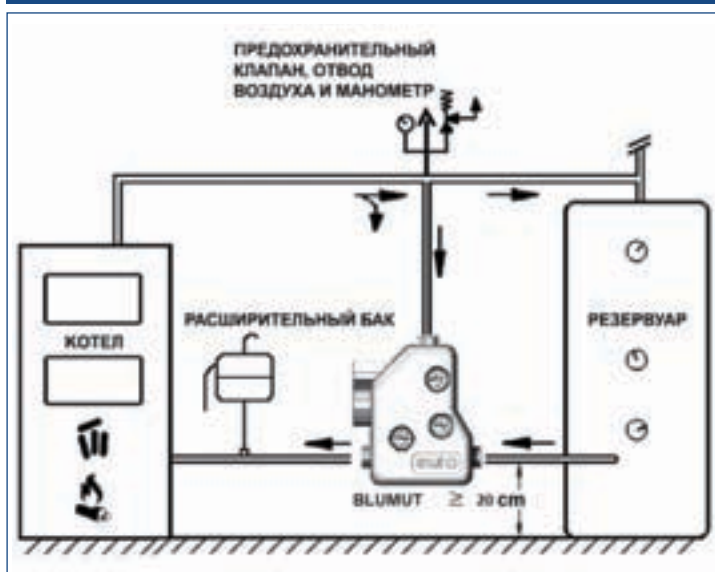 ПРЕДОХРАНИТЕЛЬНЫЙ
КЛАПАН, ОТВОД
ВОЗДУХА И МАНОМЕТР
КОТЕЛ
РАСШИРИТЕЛЬНЫЙ БАК
РЕЗЕРВУАР
BLUMUT ≥ 20 cm